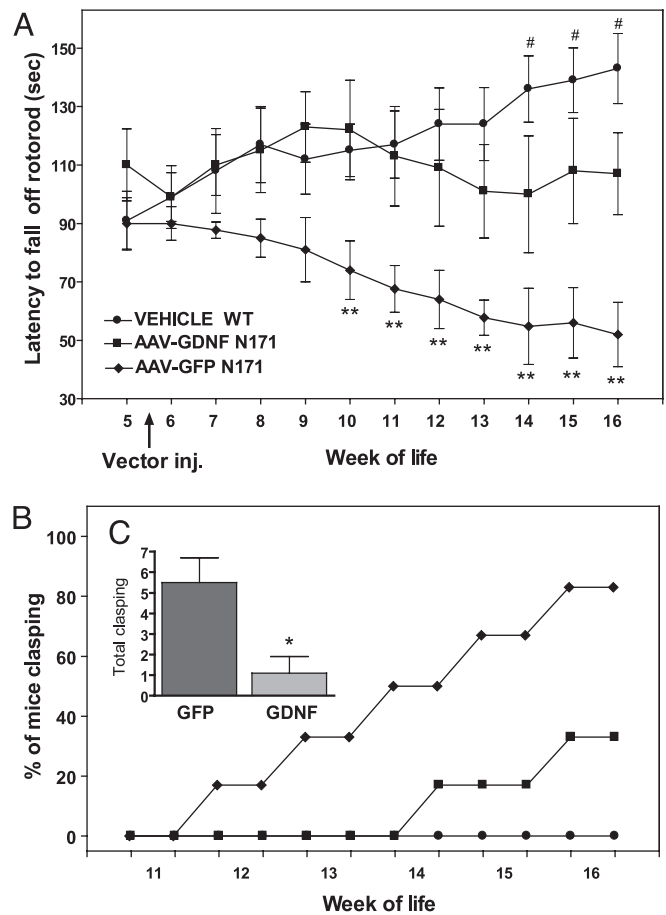 A
Latency to fall off rotorod (sec)
150
130
110
90
70
50
30
# # #
VEHICLE WT
AAV-GDNF N171
AAV-GFP N171
** ** ** ** ** ** **
5 6 7 8 9 10 11 12 13 14 15 16
Vector inj.
Week of life
B
% of mice clasping
100
80
60
40
20
0
C
Total clasping
7
6
5
4
3
2
1
0
*
GFP GDNF
11 12 13 14 15 16
Week of life